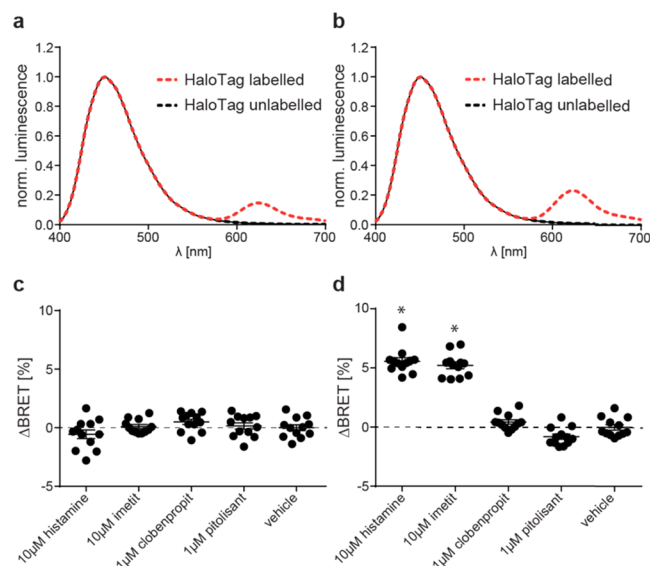 a
norm. luminescence
1.2
1.0
0.8
0.6
0.4
0.2
0.0
400
500
600
700
λ [nm]
HaloTag labelled
HaloTag unlabelled
b
norm. luminescence
1.2
1.0
0.8
0.6
0.4
0.2
0.0
400
500
600
700
λ [nm]
HaloTag labelled
HaloTag unlabelled
c
ΔBRET [%]
10
5
0
-5
10µM histamine
10µM imetit
1µM clobenpropit
1µM pitolisant
vehicle
d
ΔBRET [%]
10
5
0
-5
*
*
10µM histamine
10µM imetit
1µM clobenpropit
1µM pitolisant
vehicle